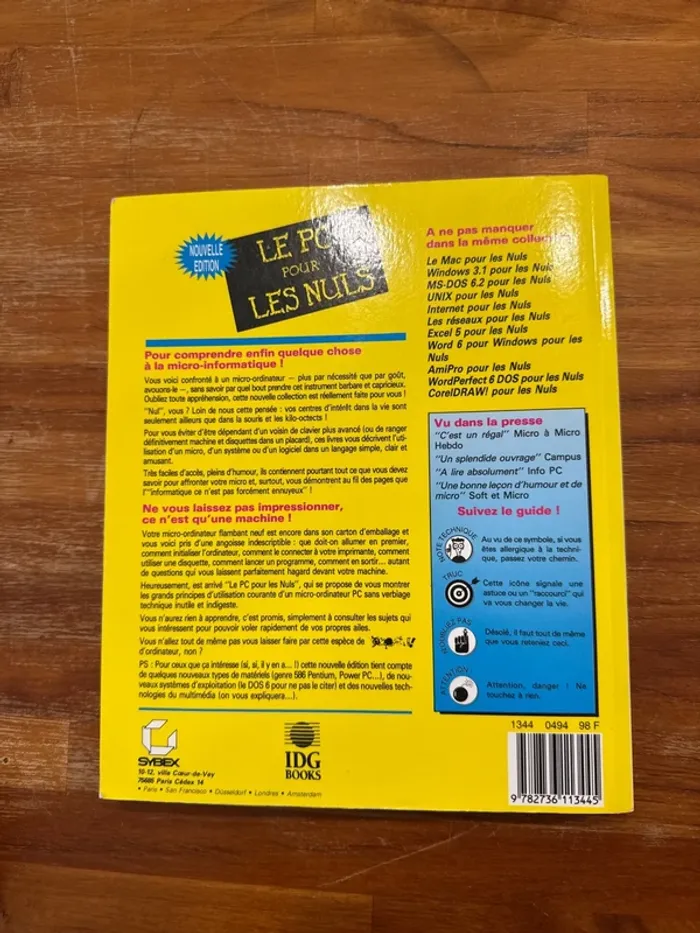 NOUVELLE
EDITION
LE PC
POUR
LES NULS
Pour comprendre enfin quelque chose
à la micro-informatique !
Vous voici confronté à un micro-ordinateur — plus par nécessité que par goût,
avouons-le —, sans savoir par quel bout prendre cet instrument barbare et capricieux.
Oubliez toute appréhension, cette nouvelle collection est réellement faite pour vous !
"Nul", vous ? Loin de nous cette pensée : vos centres d'intérêt dans la vie sont
seulement ailleurs que dans la souris et les kilo-octects !
Pour vous éviter d'être dépendant d'un voisin de clavier plus avancé (ou de ranger
définitivement machine et disquettes dans un placard), ces livres vous décrivent l'uti-
lisation d'un micro, d'un système ou d'un logiciel dans un langage simple, clair et
amusant.
Très faciles d'accès, pleins d'humour, ils contiennent pourtant tout ce que vous devez
savoir pour affronter votre micro et, surtout, vous démontrent au fil des pages que
l'"informatique ce n'est pas forcément ennuyeux" !
Ne vous laissez pas impressionner,
ce n'est qu'une machine !
Votre micro-ordinateur flambant neuf est encore dans son carton d'emballage et
vous voici pris d'une angoisse indescriptible : que doit-on allumer en premier,
comment initialiser l'ordinateur, comment le connecter à votre imprimante, comment
utiliser une disquette, comment lancer un programme, comment en sortir... autant
de questions qui vous laissent parfaitement hagard devant votre machine.
Heureusement, est arrivé "Le PC pour les Nuls", qui se propose de vous montrer
les grands principes d'utilisation courante d'un micro-ordinateur PC sans verbiage
technique inutile et indigeste.
Vous n'aurez rien à apprendre, c'est promis, simplement à consulter les sujets qui
vous intéressent pour pouvoir voler rapidement de vos propres ailes.
Vous n'allez tout de même pas vous laisser faire par cette espèce de
d'ordinateur, non ?
PS : Pour ceux que ça intéresse (si, si, il y en a... !) cette nouvelle édition tient compte
de quelques nouveaux types de matériels (genre 586 Pentium, Power PC...), de nou-
veaux systèmes d'exploitation (le DOS 6 pour ne pas le citer) et des nouvelles tech-
nologies du multimédia (on vous expliquera...).
SYBEX
10-12, villa Cœur-de-Vey
75685 Paris Cédex 14
• Paris • San Francisco • Düsseldorf • Londres • Amsterdam
IDG
BOOKS
A ne pas manquer
dans la même collection
Le Mac pour les Nuls
Windows 3.1 pour les Nuls
MS-DOS 6.2 pour les Nuls
UNIX pour les Nuls
Internet pour les Nuls
Les réseaux pour les Nuls
Excel 5 pour les Nuls
Word 6 pour Windows pour les
Nuls
AmiPro pour les Nuls
WordPerfect 6 DOS pour les Nuls
CorelDRAW! pour les Nuls
Vu dans la presse
"C'est un régal" Micro à Micro
Hebdo
"Un splendide ouvrage" Campus
"A lire absolument" Info PC
"Une bonne leçon d'humour et de
micro" Soft et Micro
Suivez le guide !
NOTE TECHNIQUE
Au vu de ce symbole, si vous
êtes allergique à la techni-
que, passez votre chemin.
TRUC
Cette icône signale une
astuce ou un "raccourci" qui
va vous changer la vie.
N'OUBLIEZ PAS
Désolé, il faut tout de même
que vous reteniez ceci.
ATTENTION
Attention, danger ! Ne
touchez à rien.
1344 0494 98 F
9 782736 113445